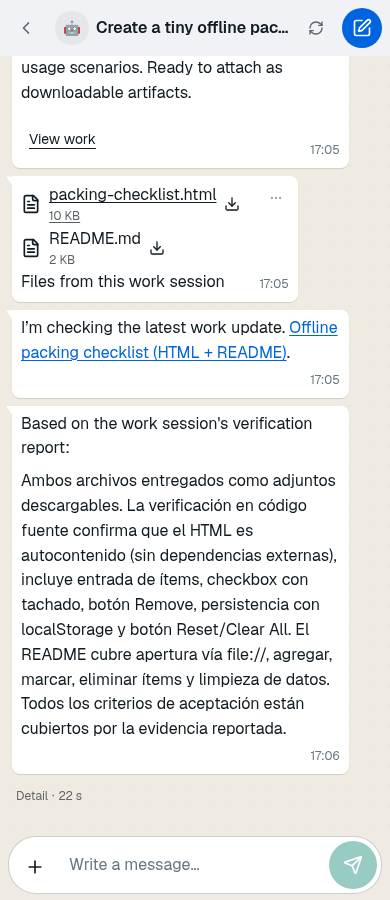 Create a tiny offline pac...
usage scenarios. Ready to attach as
downloadable artifacts.
View work
17:05
packing-checklist.html
10 KB
README.md
2 KB
Files from this work session
17:05
I'm checking the latest work update. Offline
packing checklist (HTML + README).
17:05
Based on the work session's verification
report:
Ambos archivos entregados como adjuntos
descargables. La verificación en código
fuente confirma que el HTML es
autocontenido (sin dependencias externas),
incluye entrada de ítems, checkbox con
tachado, botón Remove, persistencia con
localStorage y botón Reset/Clear All. El
README cubre apertura vía file://, agregar,
marcar, eliminar ítems y limpieza de datos.
Todos los criterios de aceptación están
cubiertos por la evidencia reportada.
17:06
Detail · 22 s
Write a message...